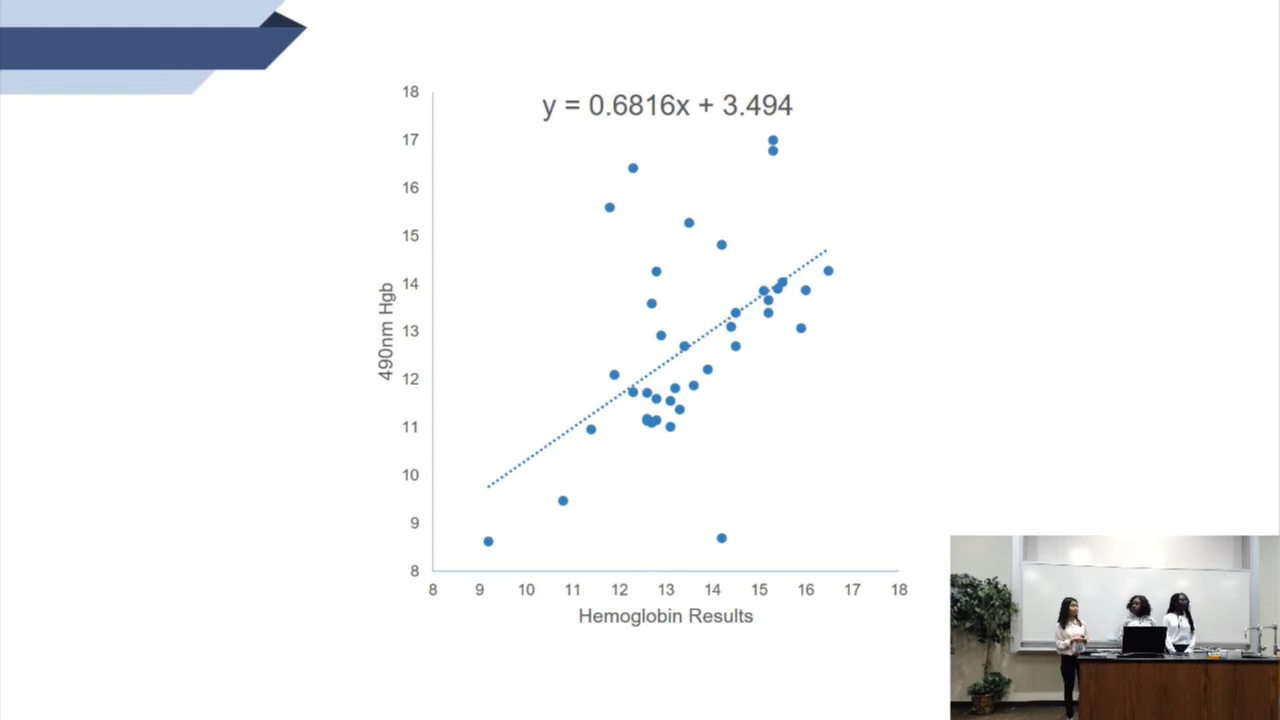 y = 0.6816x + 3.494
18
17
16
15
14
13
12
11
10
9
8
490nm Hgb
8 9 10 11 12 13 14 15 16 17 18
Hemoglobin Results